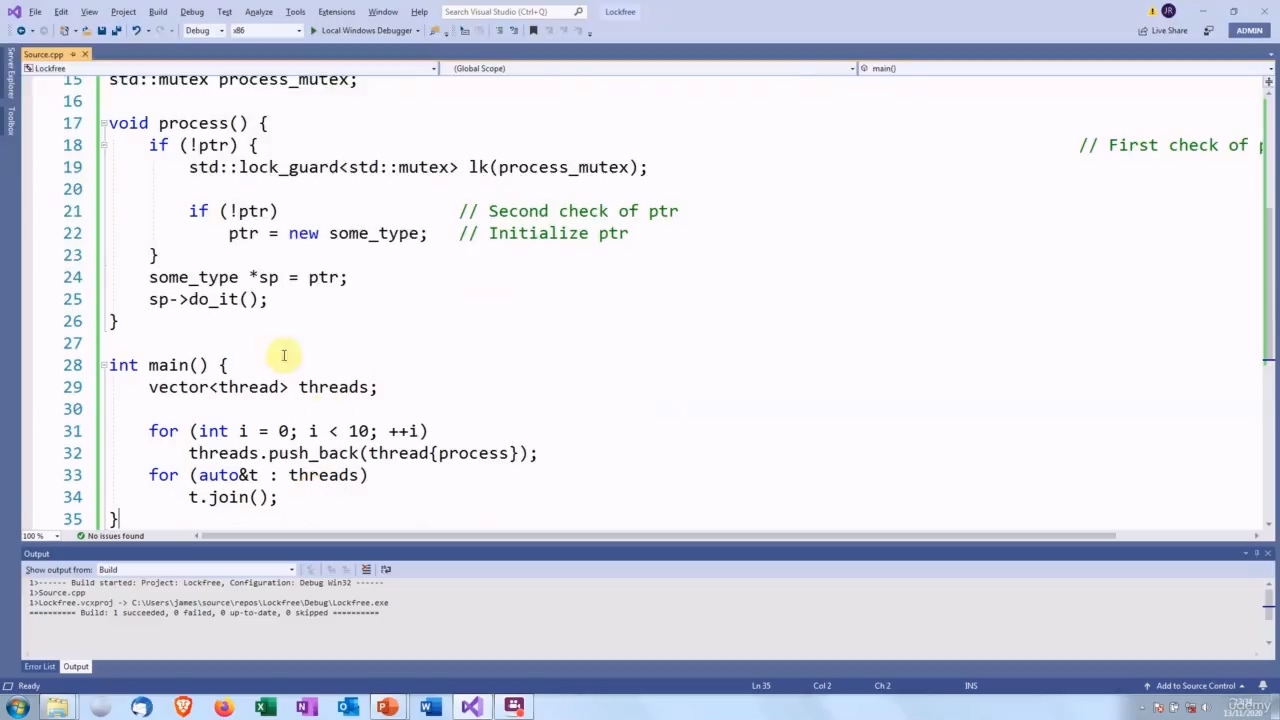 File Edit View Project Build Debug Test Analyze Tools Extensions Window Help Search Visual Studio (Ctrl+Q) Lockfree JR
Debug x86 Local Windows Debugger Live Share ADMIN
Server Explorer
Toolbox
Source.cpp
Lockfree (Global Scope) main()
15 std::mutex process_mutex;
16
17 void process() {
18 if (!ptr) { // First check of p
19 std::lock_guard<std::mutex> lk(process_mutex);
20
21 if (!ptr) // Second check of ptr
22 ptr = new some_type; // Initialize ptr
23 }
24 some_type *sp = ptr;
25 sp->do_it();
26 }
27
28 int main() {
29 vector<thread> threads;
30
31 for (int i = 0; i < 10; ++i)
32 threads.push_back(thread{process});
33 for (auto&t : threads)
34 t.join();
35 }
100 % No issues found
Output
Show output from: Build
1>------ Build started: Project: Lockfree, Configuration: Debug Win32 ------
1>Source.cpp
1>Lockfree.vcxproj -> C:\Users\james\source\repos\Lockfree\Debug\Lockfree.exe
========== Build: 1 succeeded, 0 failed, 0 up-to-date, 0 skipped ==========
Error List Output
Ready Ln 35 Col 2 Ch 2 INS Add to Source Control
udemy
13/11/2020